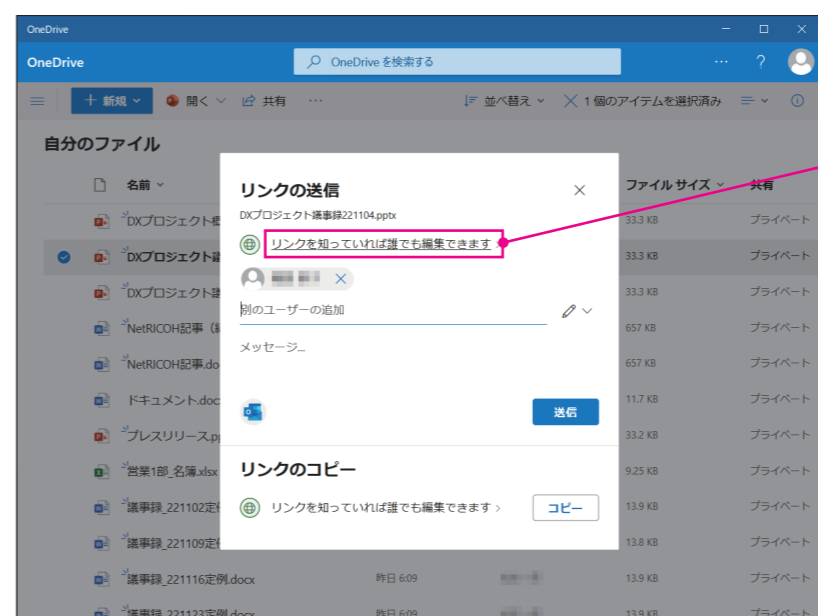 OneDrive
OneDrive
OneDrive を検索する
新規
開く
共有
並べ替え
1 個のアイテムを選択済み
自分のファイル
名前
ファイル サイズ
共有
DXプロジェクト
33.3 KB
プライベート
DXプロジェクト
33.3 KB
プライベート
DXプロジェクト
33.3 KB
プライベート
NetRICOH記事
657 KB
プライベート
NetRICOH記事.do
657 KB
プライベート
ドキュメント.doc
11.7 KB
プライベート
プレスリリース.p
33.2 KB
プライベート
営業1部_名簿.xlsx
9.25 KB
プライベート
議事録_221102定
13.9 KB
プライベート
議事録_221109定
13.8 KB
プライベート
議事録_221116定例.docx
昨日 6:09
13.9 KB
プライベート
議事録_221123定例.docx
昨日 6:09
13.9 KB
プライベート
リンクの送信
DXプロジェクト議事録221104.pptx
リンクを知っていれば誰でも編集できます
別のユーザーの追加
メッセージ...
送信
リンクのコピー
リンクを知っていれば誰でも編集できます
コピー